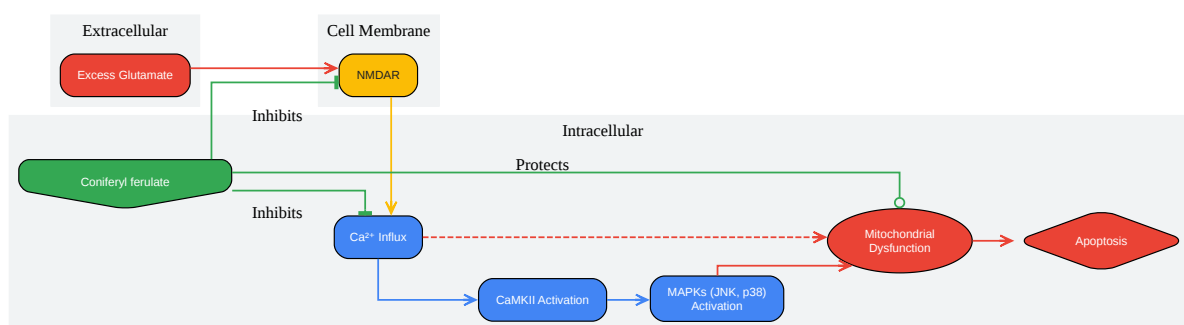 Extracellular
Cell Membrane
Excess Glutamate
NMDAR
Inhibits
Intracellular
Protects
Coniferyl ferulate
Inhibits
Ca²⁺ Influx
Mitochondrial
Dysfunction
Apoptosis
CaMKII Activation
MAPKs (JNK, p38)
Activation